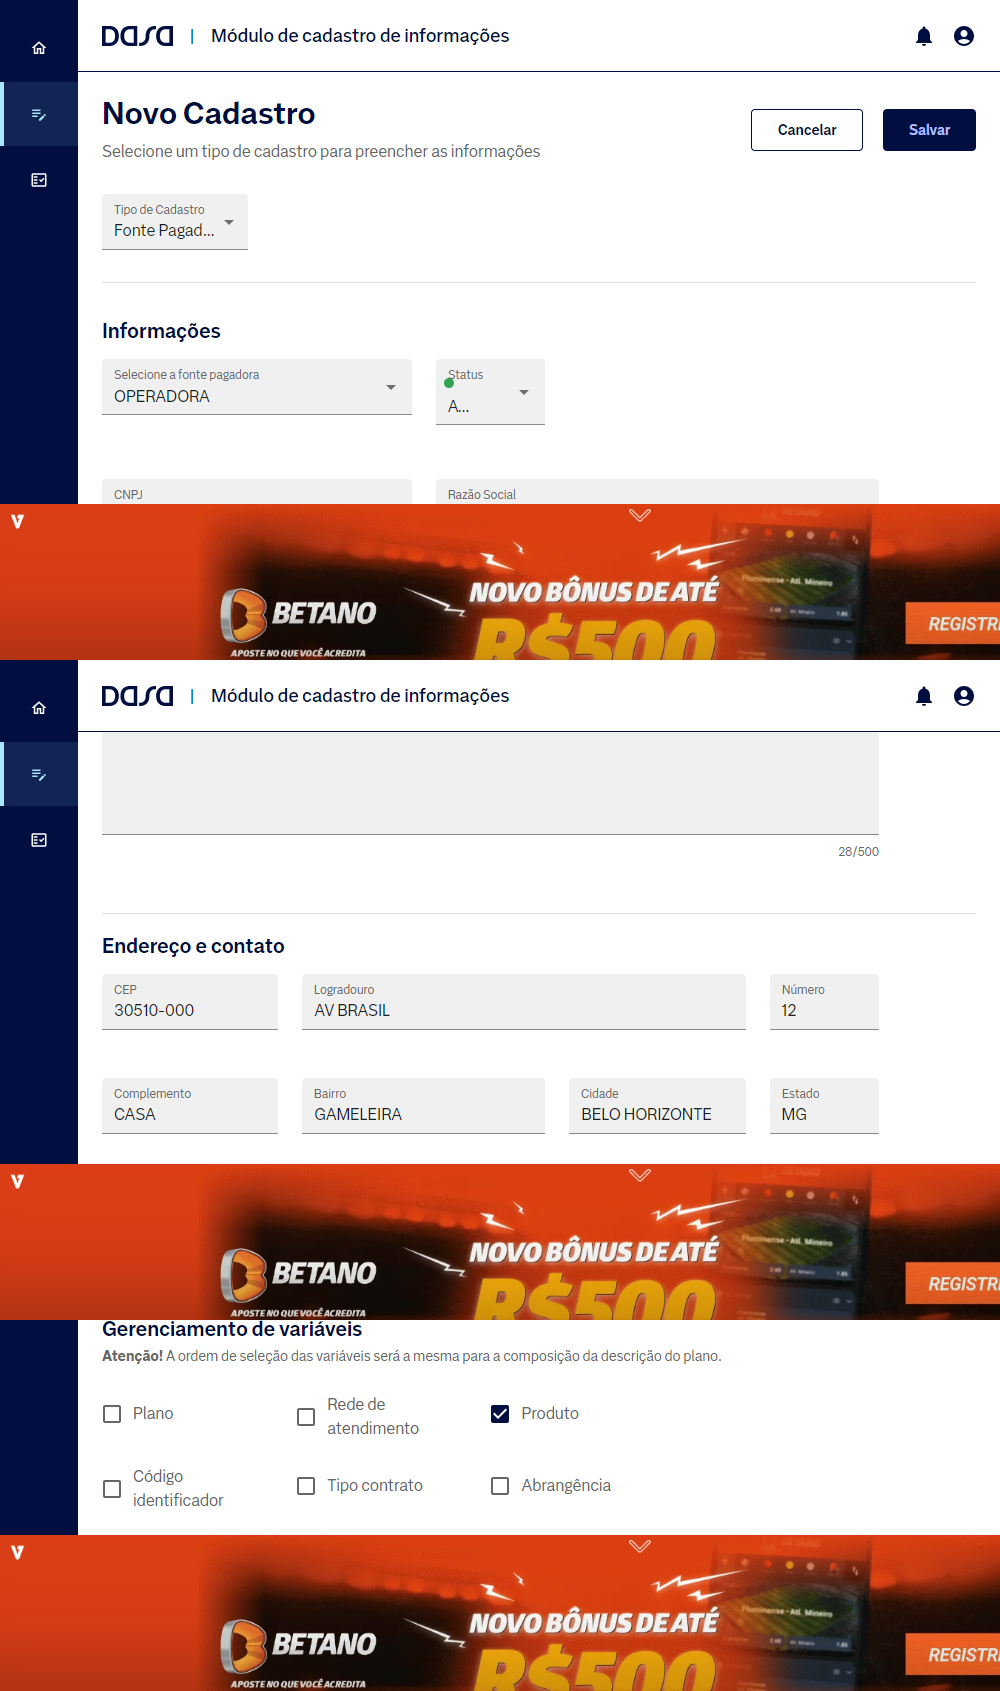 Dasa | Módulo de cadastro de informações
Novo Cadastro
Cancelar
Salvar
Selecione um tipo de cadastro para preencher as informações
Tipo de Cadastro
Fonte Pagad...
Informações
Selecione a fonte pagadora
OPERADORA
Status
A...
CNPJ
Razão Social
V
BETANO
APOSTE NO QUE VOCÊ ACREDITA
NOVO BÔNUS DE ATÉ
R$500
Fluminense - Atl. Mineiro
REGISTR
Dasa | Módulo de cadastro de informações
28/500
Endereço e contato
CEP
30510-000
Logradouro
AV BRASIL
Número
12
Complemento
CASA
Bairro
GAMELEIRA
Cidade
BELO HORIZONTE
Estado
MG
V
BETANO
APOSTE NO QUE VOCÊ ACREDITA
NOVO BÔNUS DE ATÉ
R$500
Fluminense - Atl. Mineiro
REGISTR
Gerenciamento de variáveis
Atenção! A ordem de seleção das variáveis será a mesma para a composição da descrição do plano.
Plano
Rede de
atendimento
Produto
Código
identificador
Tipo contrato
Abrangência
V
BETANO
APOSTE NO QUE VOCÊ ACREDITA
NOVO BÔNUS DE ATÉ
R$500
Fluminense - Atl. Mineiro
REGISTR